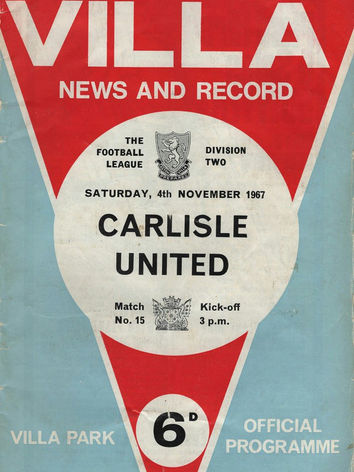 VILLA
NEWS AND RECORD
THE
FOOTBALL
LEAGUE
DIVISION
TWO
PREPARED
SATURDAY, 4th NOVEMBER 1967
CARLISLE
UNITED
Match
No. 15
Kick-off
3 p.m.
6D
VILLA PARK
OFFICIAL
PROGRAMME